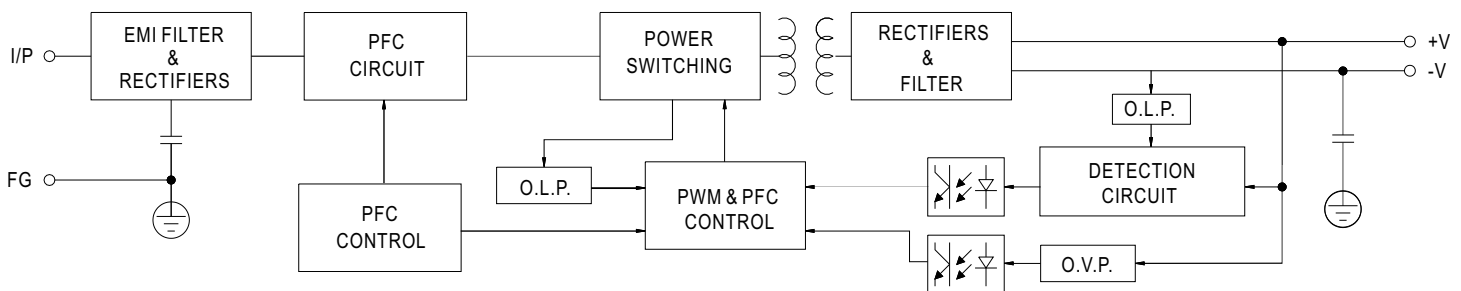 I/P
EMI FILTER
&
RECTIFIERS
PFC
CIRCUIT
POWER
SWITCHING
RECTIFIERS
&
FILTER
+V
-V
O.L.P.
FG
O.L.P.
PFC
CONTROL
PWM & PFC
CONTROL
DETECTION
CIRCUIT
O.V.P.